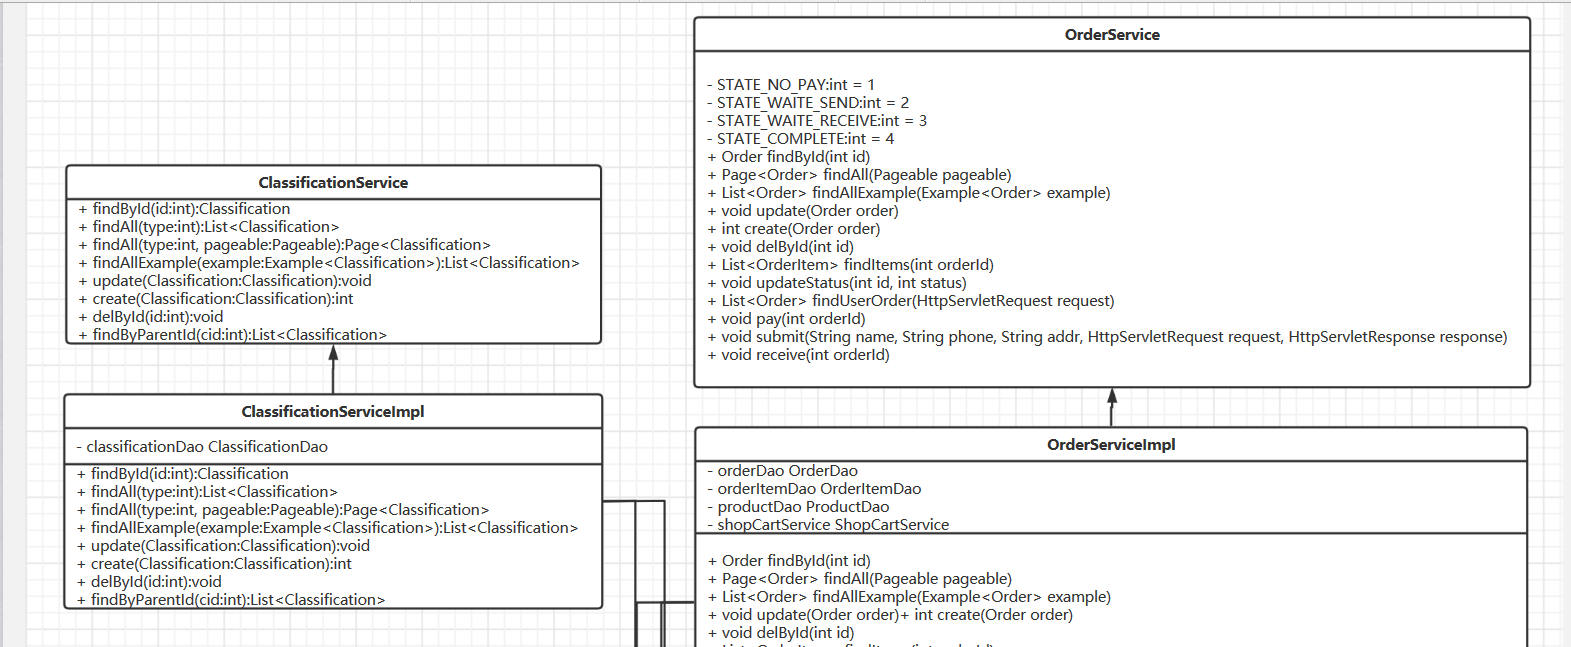 ClassificationService
+ findById(id:int):Classification
+ findAll(type:int):List<Classification>
+ findAll(type:int, pageable:Pageable):Page<Classification>
+ findAllExample(example:Example<Classification>):List<Classification>
+ update(Classification:Classification):void
+ create(Classification:Classification):int
+ delById(id:int):void
+ findByParentId(cid:int):List<Classification>
ClassificationServiceImpl
- classificationDao ClassificationDao
+ findById(id:int):Classification
+ findAll(type:int):List<Classification>
+ findAll(type:int, pageable:Pageable):Page<Classification>
+ findAllExample(example:Example<Classification>):List<Classification>
+ update(Classification:Classification):void
+ create(Classification:Classification):int
+ delById(id:int):void
+ findByParentId(cid:int):List<Classification>
OrderService
- STATE_NO_PAY:int = 1
- STATE_WAITE_SEND:int = 2
- STATE_WAITE_RECEIVE:int = 3
- STATE_COMPLETE:int = 4
+ Order findById(int id)
+ Page<Order> findAll(Pageable pageable)
+ List<Order> findAllExample(Example<Order> example)
+ void update(Order order)
+ int create(Order order)
+ void delById(int id)
+ List<OrderItem> findItems(int orderId)
+ void updateStatus(int id, int status)
+ List<Order> findUserOrder(HttpServletRequest request)
+ void pay(int orderId)
+ void submit(String name, String phone, String addr, HttpServletRequest request, HttpServletResponse response)
+ void receive(int orderId)
OrderServiceImpl
- orderDao OrderDao
- orderItemDao OrderItemDao
- productDao ProductDao
- shopCartService ShopCartService
+ Order findById(int id)
+ Page<Order> findAll(Pageable pageable)
+ List<Order> findAllExample(Example<Order> example)
+ void update(Order order)+ int create(Order order)
+ void delById(int id)